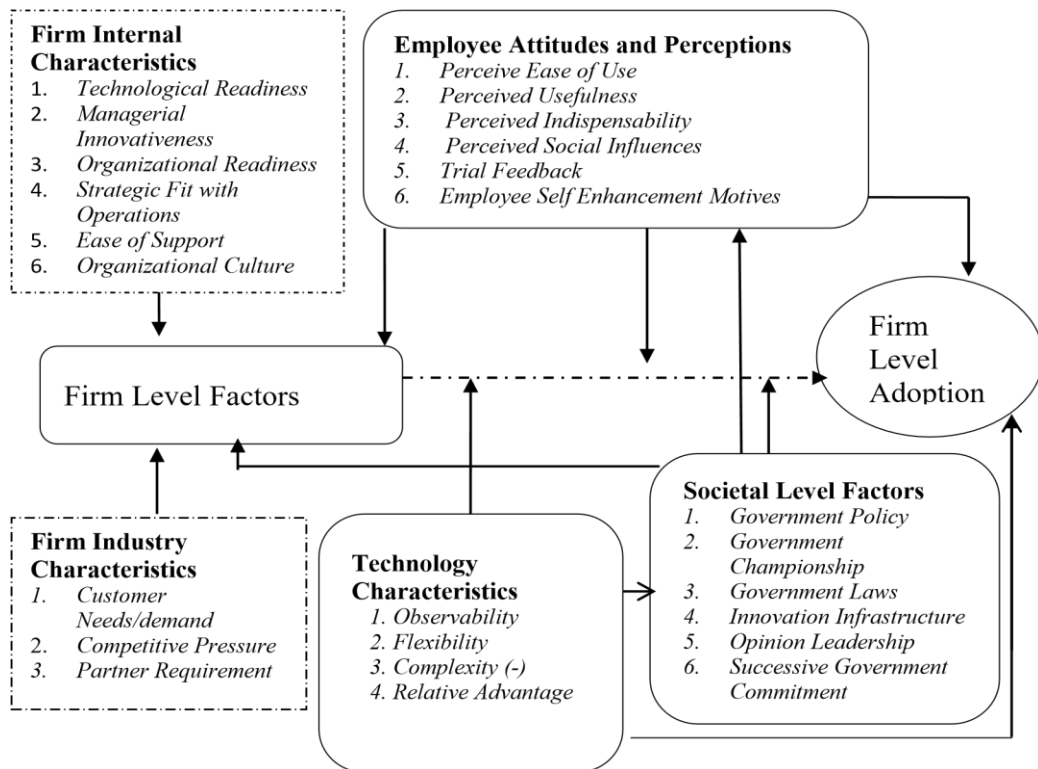 Firm Internal
Characteristics
1. Technological Readiness
2. Managerial
Innovativeness
3. Organizational Readiness
4. Strategic Fit with
Operations
5. Ease of Support
6. Organizational Culture
Employee Attitudes and Perceptions
1. Perceive Ease of Use
2. Perceived Usefulness
3. Perceived Indispensability
4. Perceived Social Influences
5. Trial Feedback
6. Employee Self Enhancement Motives
Firm Level Factors
Firm
Level
Adoption
Firm Industry
Characteristics
1. Customer
Needs/demand
2. Competitive Pressure
3. Partner Requirement
Technology
Characteristics
1. Observability
2. Flexibility
3. Complexity (-)
4. Relative Advantage
Societal Level Factors
1. Government Policy
2. Government
Championship
3. Government Laws
4. Innovation Infrastructure
5. Opinion Leadership
6. Successive Government
Commitment